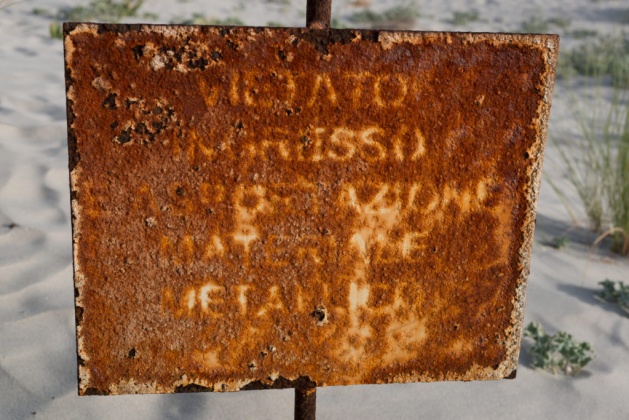 VIETATO
INGRESSO
E ASPORTAZIONE
MATERIALE
METALLICO